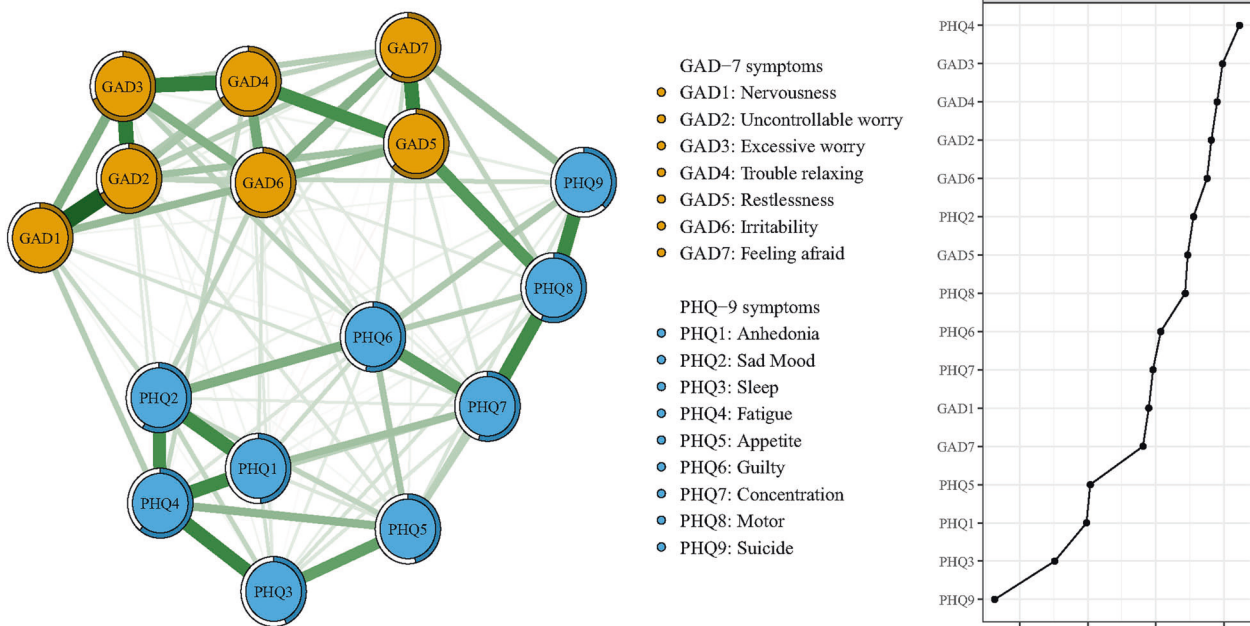 GAD7
GAD4
GAD3
GAD5
GAD2
GAD6
PHQ9
GAD1
PHQ8
PHQ6
PHQ2
PHQ7
PHQ1
PHQ4
PHQ5
PHQ3
GAD−7 symptoms
GAD1: Nervousness
GAD2: Uncontrollable worry
GAD3: Excessive worry
GAD4: Trouble relaxing
GAD5: Restlessness
GAD6: Irritability
GAD7: Feeling afraid
PHQ−9 symptoms
PHQ1: Anhedonia
PHQ2: Sad Mood
PHQ3: Sleep
PHQ4: Fatigue
PHQ5: Appetite
PHQ6: Guilty
PHQ7: Concentration
PHQ8: Motor
PHQ9: Suicide
PHQ4
GAD3
GAD4
GAD2
GAD6
PHQ2
GAD5
PHQ8
PHQ6
PHQ7
GAD1
GAD7
PHQ5
PHQ1
PHQ3
PHQ9